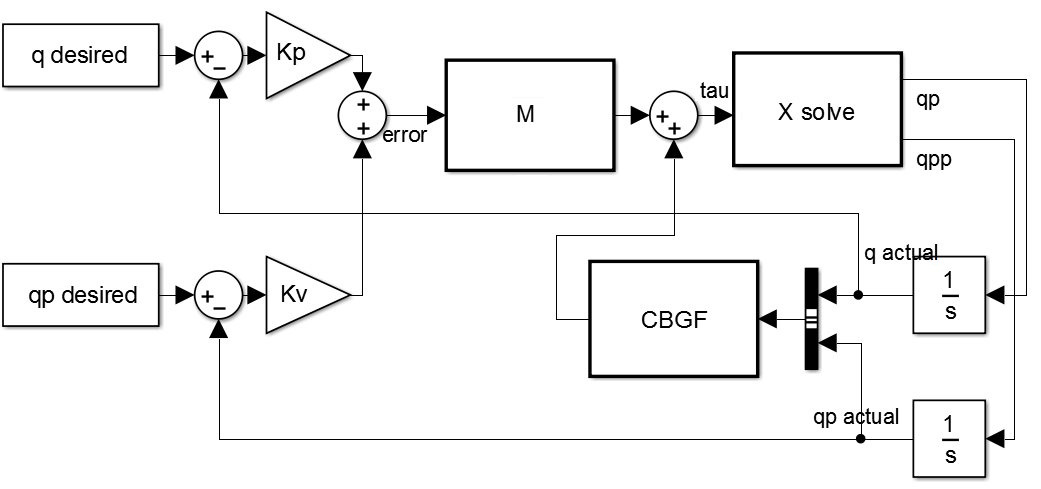 q desired
+
−
Kp
+
+
error
M
+
+
tau
X solve
qp
qpp
qp desired
+
−
Kv
CBGF
q actual
1
s
qp actual
1
s